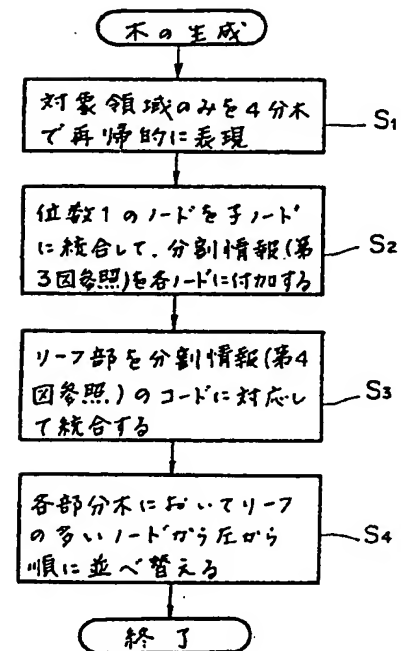 木の生成
対象領域のみを4分木
で再帰的に表現
S1
位数1のノードを子ノード
に統合して、分割情報(第
3図参照)を各ノードに付加する
S2
リーフ部を分割情報(第4
図参照)のコードに対応し
て統合する
S3
各部分木においてリーフ
の多いノードから左から
順に並べ替える
S4
終了